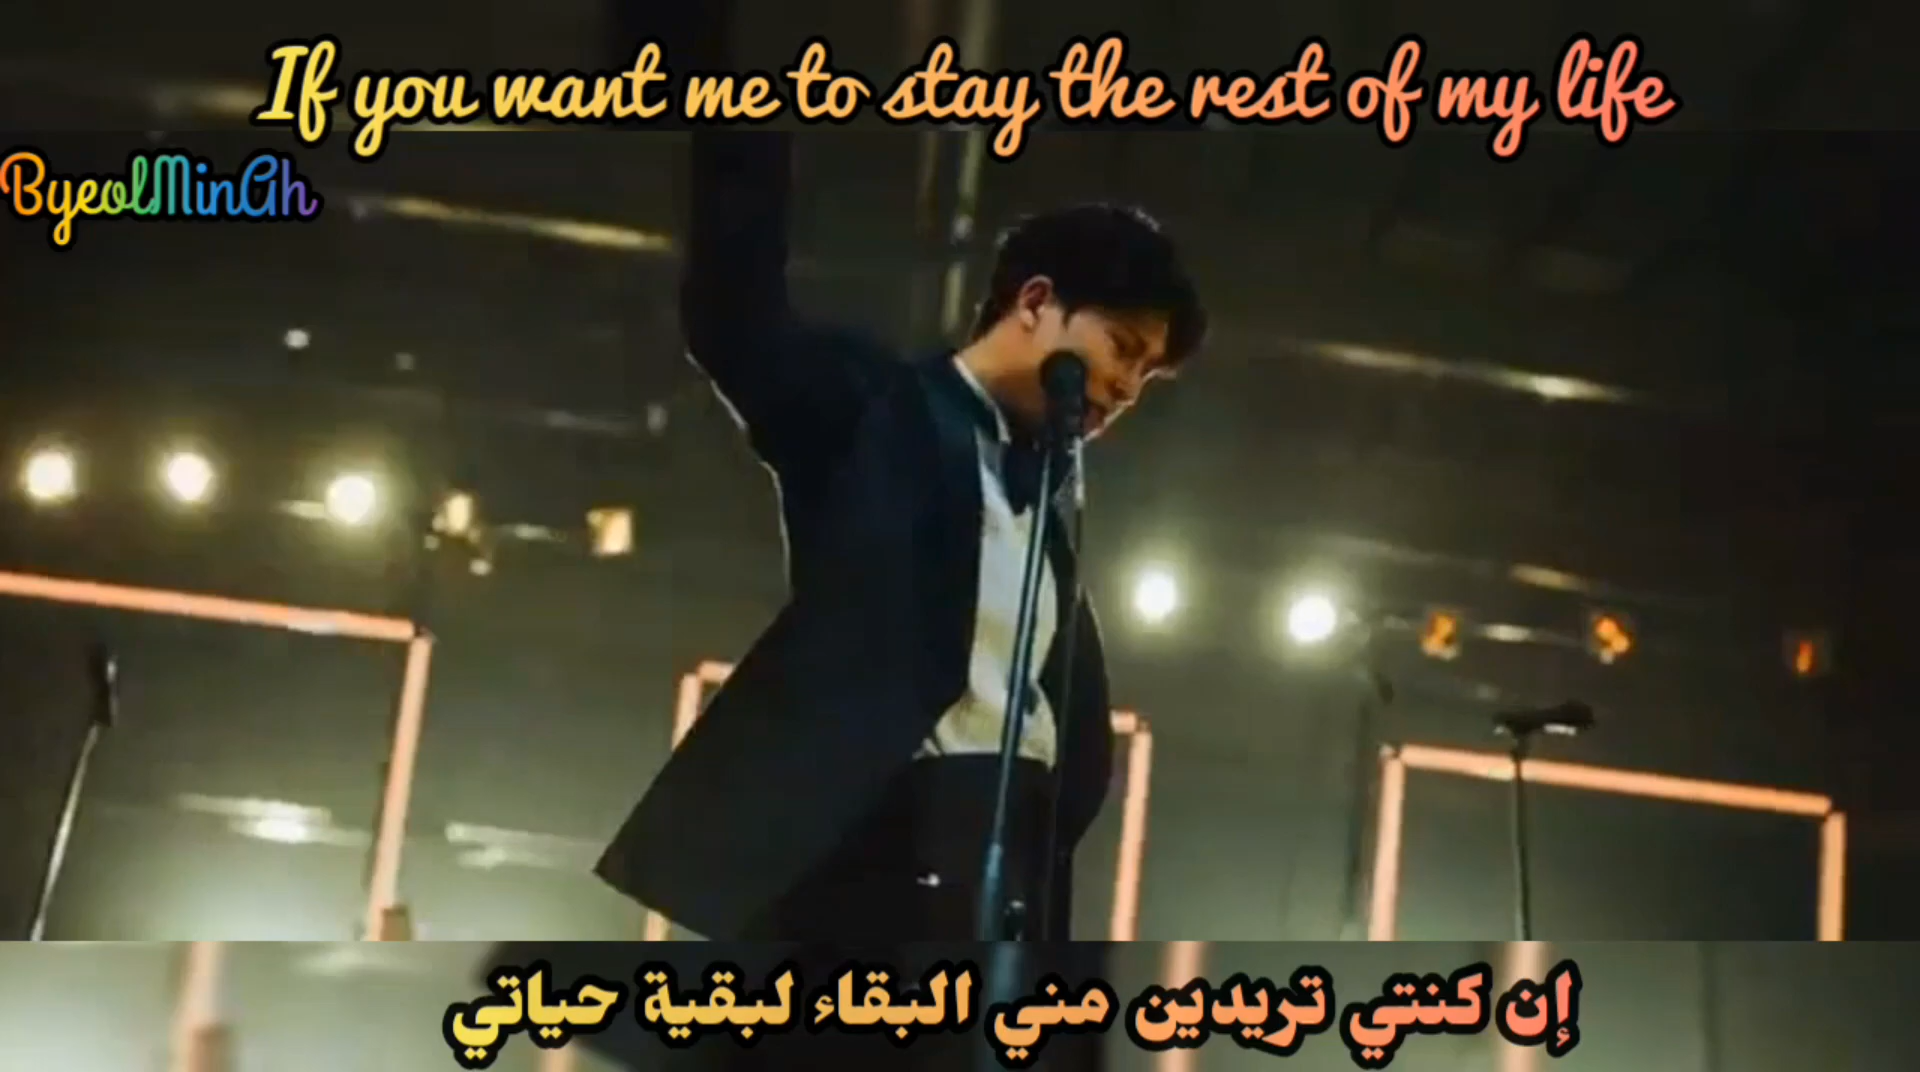 If you want me to stay the rest of my life
ByeolMinAh
إن كنتي تريدين مني البقاء لبقية حياتي